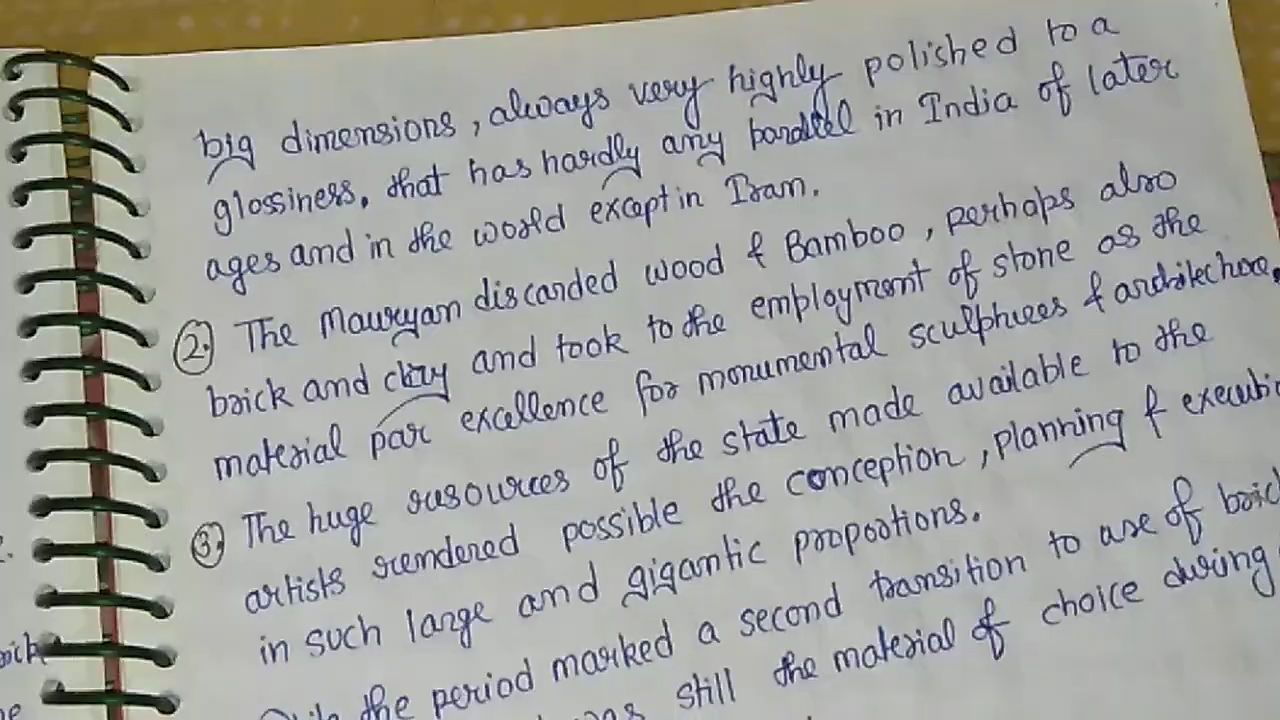 big dimensions, always very highly polished to a
glossiness, that has hardly any parallel in India of later
ages and in the world except in Iran.
2. The Mauryan discarded wood & Bamboo, perhaps also
brick and clay and took to the employment of stone as the
material par excellence for monumental sculptures & architecture.
3. The huge resources of the state made available to the
artists rendered possible the conception, planning & executi
in such large and gigantic proportions.
the period marked a second transition to use of bric
still the material of choice during